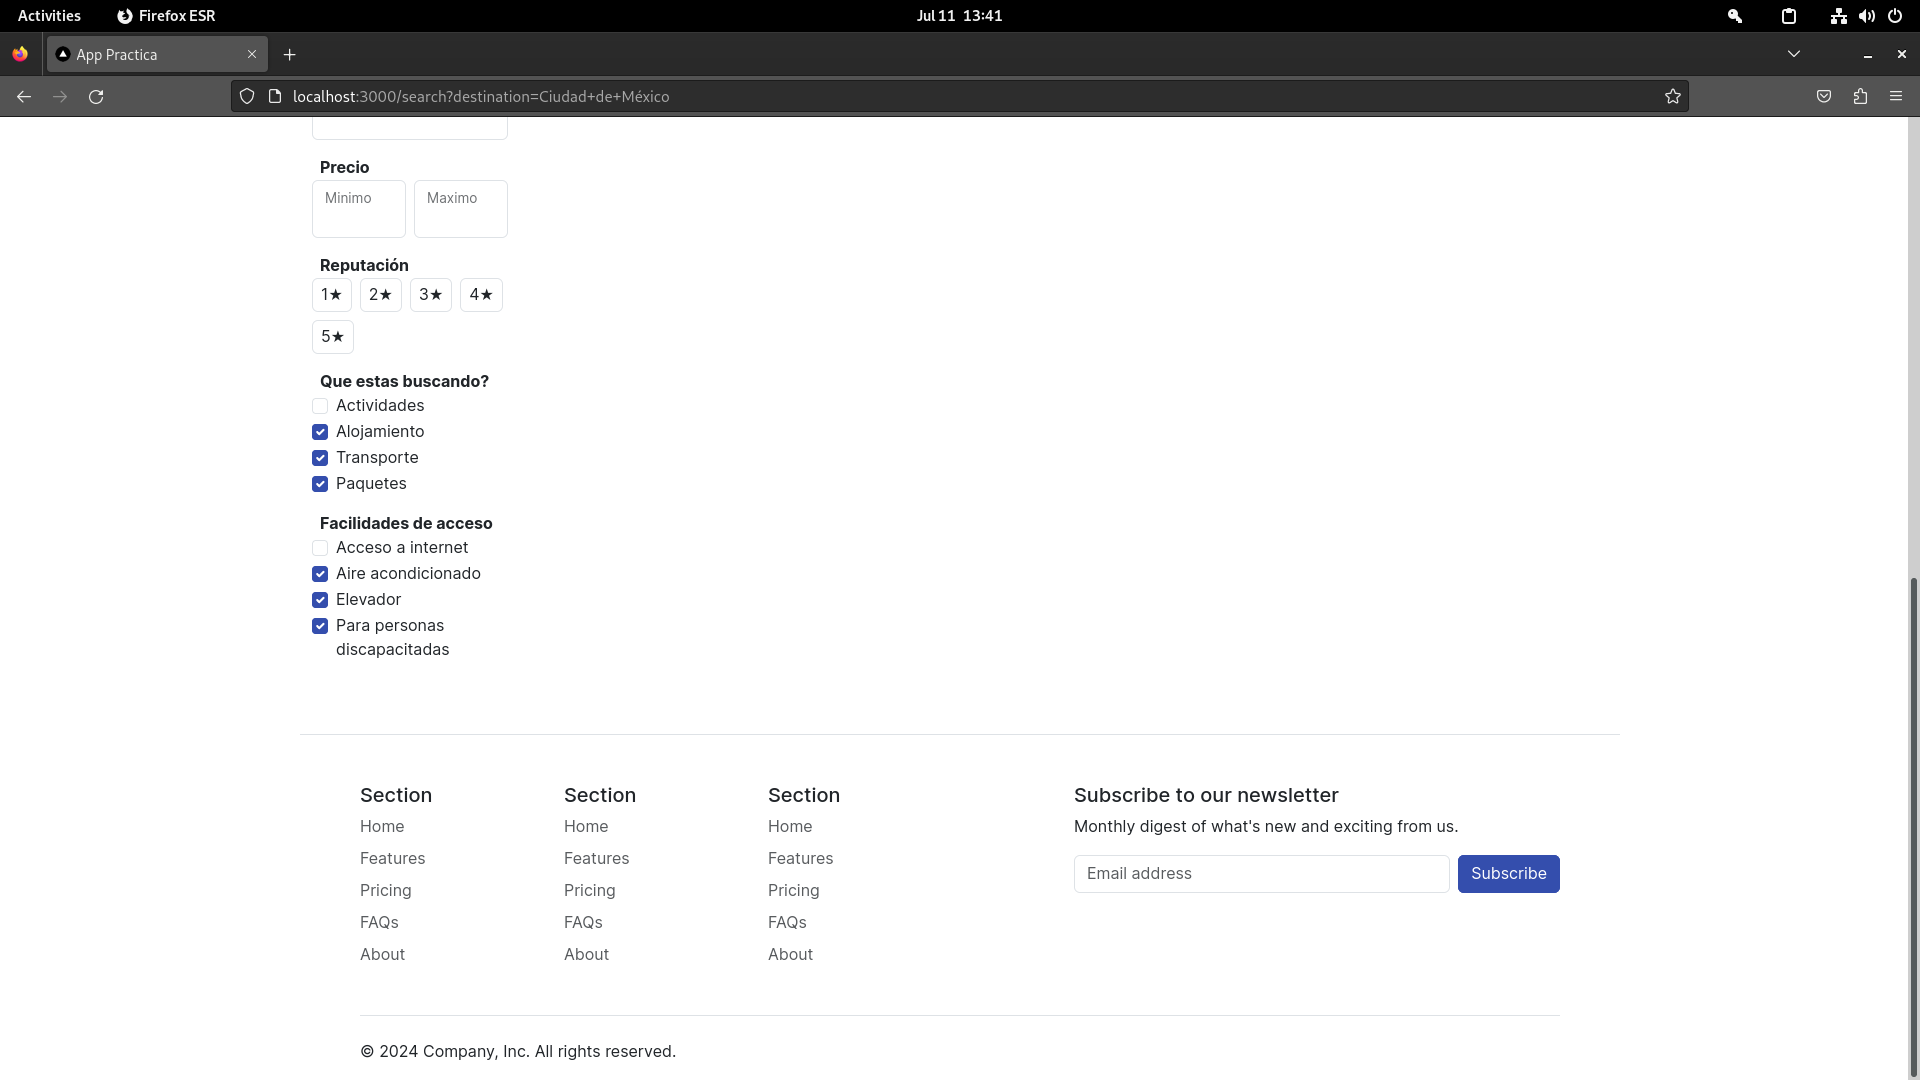 Activities
Firefox ESR
Jul 11 13:41
App Practica
localhost:3000/search?destination=Ciudad+de+México
Precio
Minimo
Maximo
Reputación
1★ 2★ 3★ 4★
5★
Que estas buscando?
Actividades
Alojamiento
Transporte
Paquetes
Facilidades de acceso
Acceso a internet
Aire acondicionado
Elevador
Para personas
discapacitadas
Section
Home
Features
Pricing
FAQs
About
Section
Home
Features
Pricing
FAQs
About
Section
Home
Features
Pricing
FAQs
About
Subscribe to our newsletter
Monthly digest of what's new and exciting from us.
Email address
Subscribe
© 2024 Company, Inc. All rights reserved.